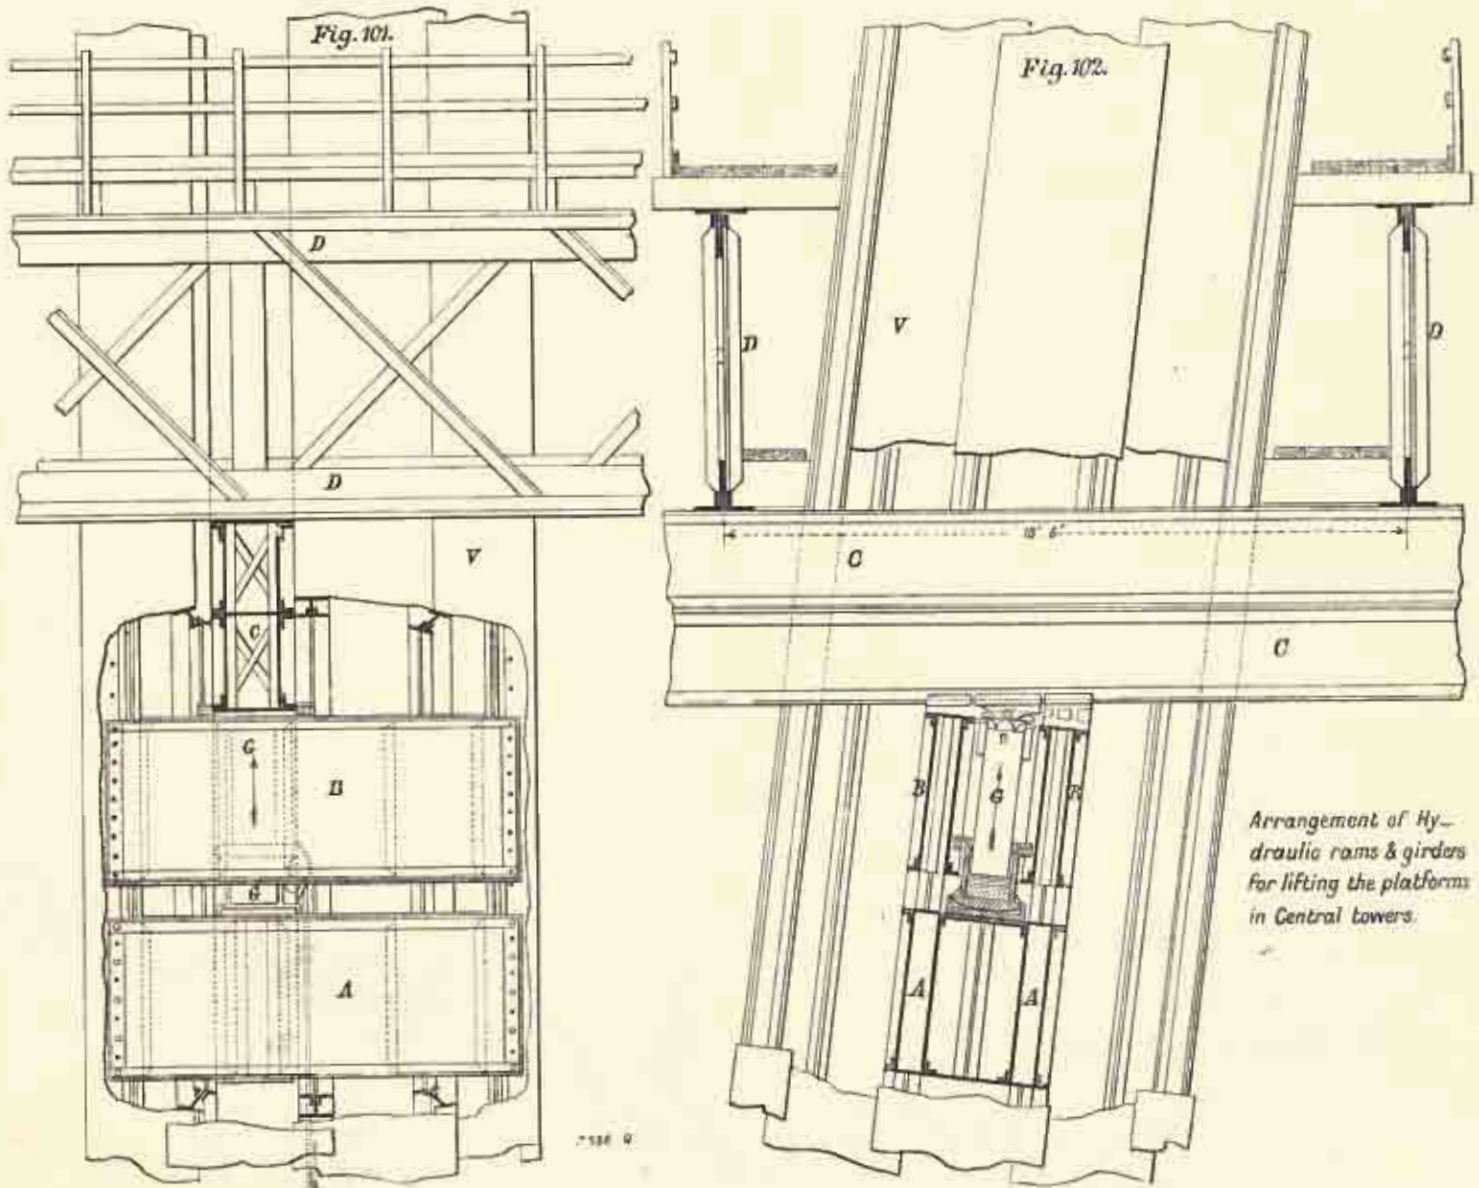 Fig. 101.
D
D
V
C
G
B
G
A
Fig. 102.
V
D
D
C
C
B
G
A
A
Arrangement of Hy-
draulic rams & girders
for lifting the platforms
in Central towers.